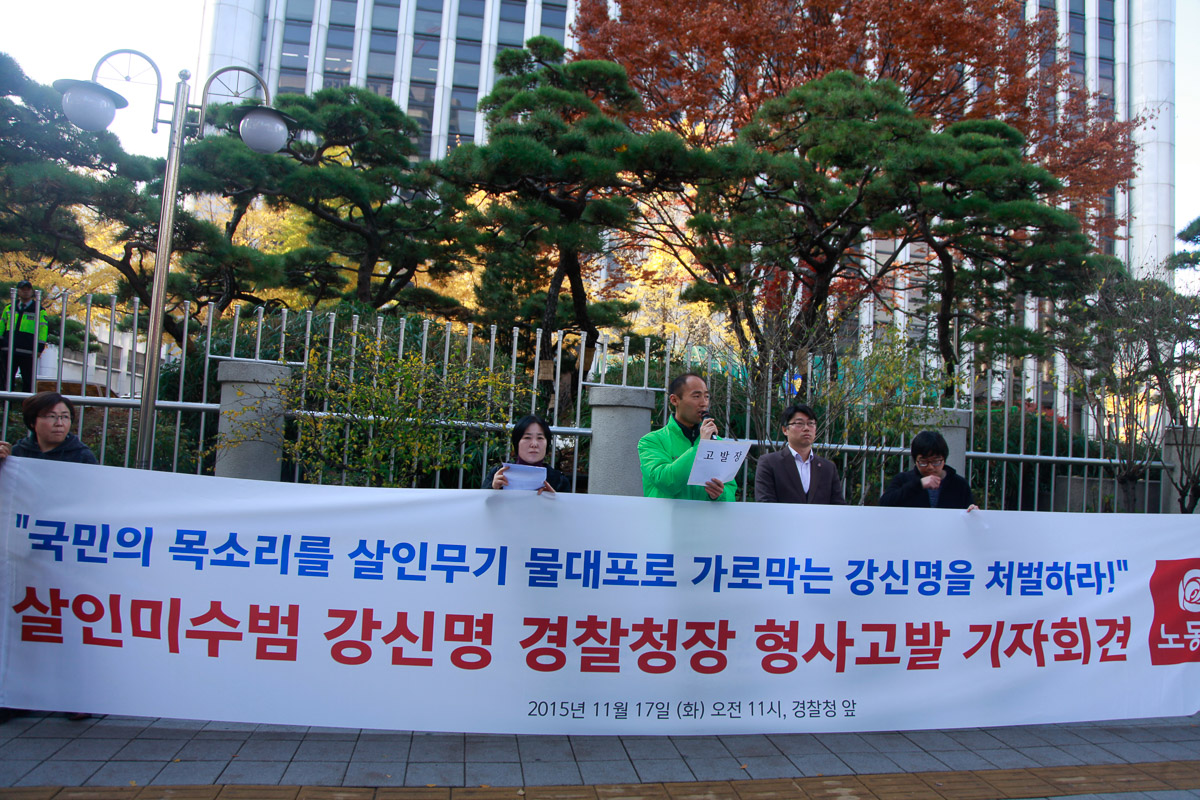 고발장
"국민의 목소리를 살인무기 물대포로 가로막는 강신명을 처벌하라!"
살인미수범 강신명 경찰청장 형사고발 기자회견
2015년 11월 17일 (화) 오전 11시, 경찰청 앞